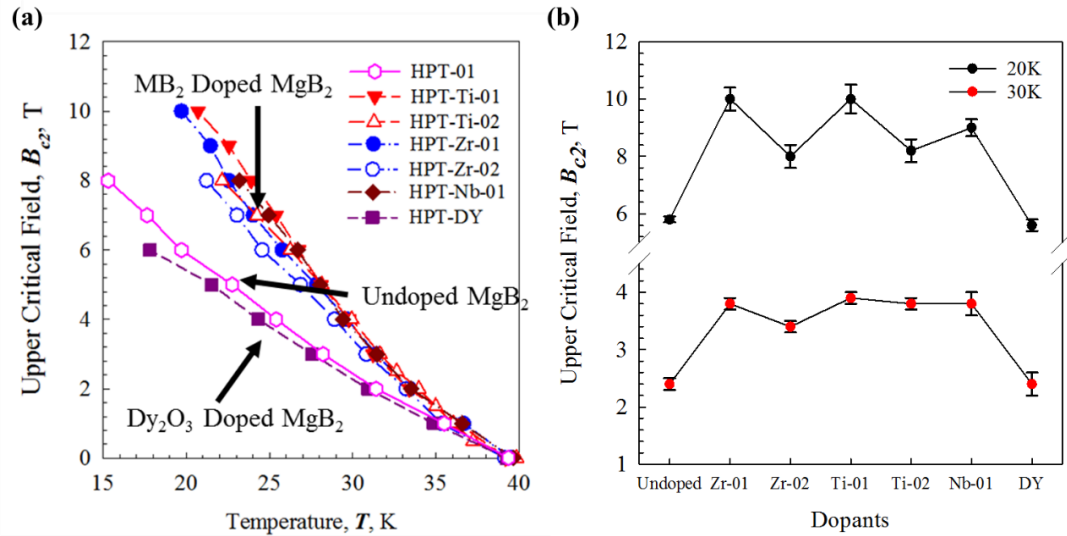 (a)
12
10
8
6
4
2
0
Upper Critical Field, B_c2, T
15 20 25 30 35 40
Temperature, T, K
MB₂ Doped MgB₂
HPT-01
HPT-Ti-01
HPT-Ti-02
HPT-Zr-01
HPT-Zr-02
HPT-Nb-01
HPT-DY
Undoped MgB₂
Dy₂O₃ Doped MgB₂
(b)
12
10
8
6
4
3
2
1
Upper Critical Field, B_c2, T
20K
30K
Undoped Zr-01 Zr-02 Ti-01 Ti-02 Nb-01 DY
Dopants